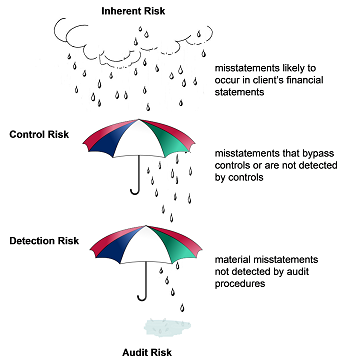 Inherent Risk
misstatements likely to
occur in client's financial
statements
Control Risk
misstatements that bypass
controls or are not detected
by controls
Detection Risk
material misstatements
not detected by audit
procedures
Audit Risk